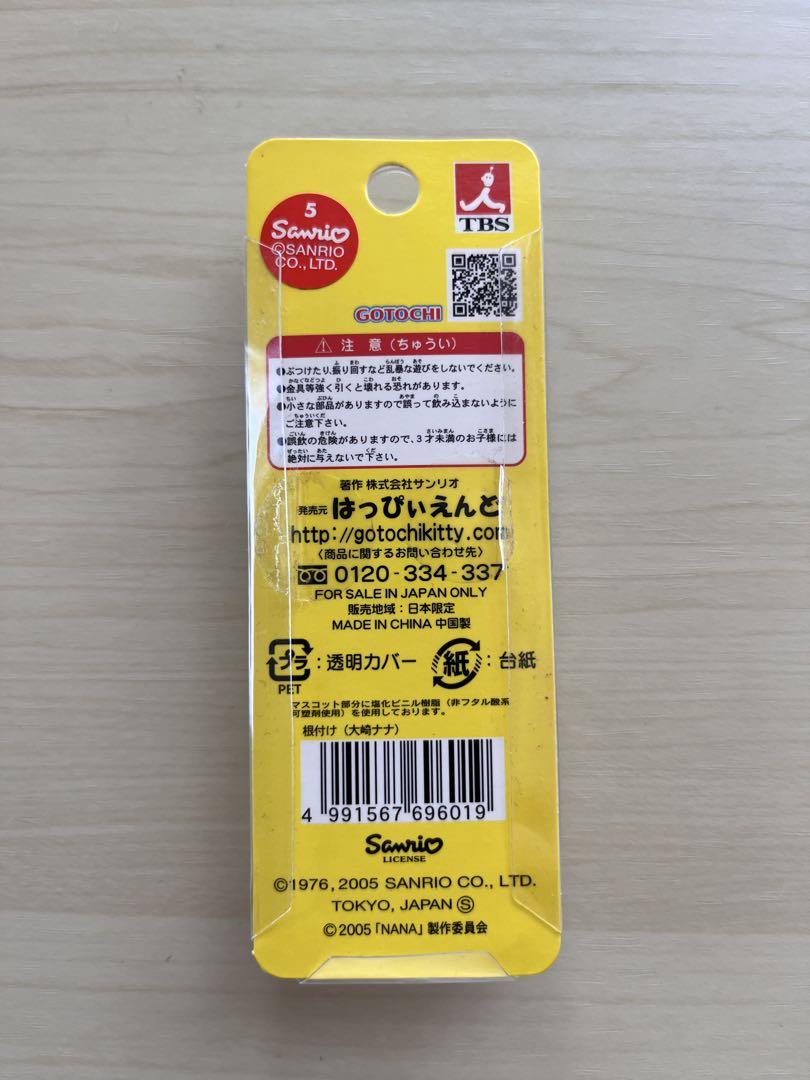 5
Sanrio
©SANRIO
CO., LTD.
TBS
GOTOCHI
⚠ 注 意 (ちゅうい)
●ぶつけたり、振り回すなど乱暴な遊びをしないでください。
●金具等強く引くと壊れる恐れがあります。
●小さな部品がありますので誤って飲み込まないように
ご注意下さい。
●誤飲の危険がありますので、3才未満のお子様には
絶対に与えないで下さい。
著作 株式会社サンリオ
発売元 はっぴぃえんど
http://gotochikitty.com
〈商品に関するお問い合わせ先〉
0120-334-337
FOR SALE IN JAPAN ONLY
販売地域：日本限定
MADE IN CHINA 中国製
プラ：透明カバー 紙：台紙
PET
マスコット部分に塩化ビニル樹脂（非フタル酸系
可塑剤使用）を使用しております。
根付け（大崎ナナ）
4 991567 696019
Sanrio
LICENSE
©1976, 2005 SANRIO CO., LTD.
TOKYO, JAPAN Ⓢ
©2005「NANA」製作委員会